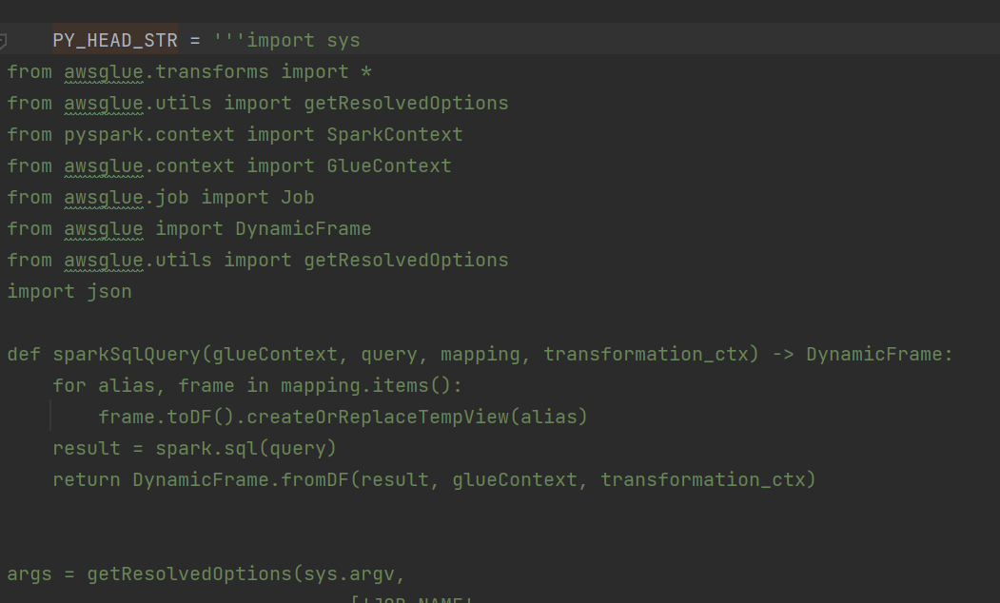 PY_HEAD_STR = '''import sys
from awsglue.transforms import *
from awsglue.utils import getResolvedOptions
from pyspark.context import SparkContext
from awsglue.context import GlueContext
from awsglue.job import Job
from awsglue import DynamicFrame
from awsglue.utils import getResolvedOptions
import json
def sparkSqlQuery(glueContext, query, mapping, transformation_ctx) -> DynamicFrame:
    for alias, frame in mapping.items():
        frame.toDF().createOrReplaceTempView(alias)
    result = spark.sql(query)
    return DynamicFrame.fromDF(result, glueContext, transformation_ctx)
args = getResolvedOptions(sys.argv,
                              ['JOB_NAME'